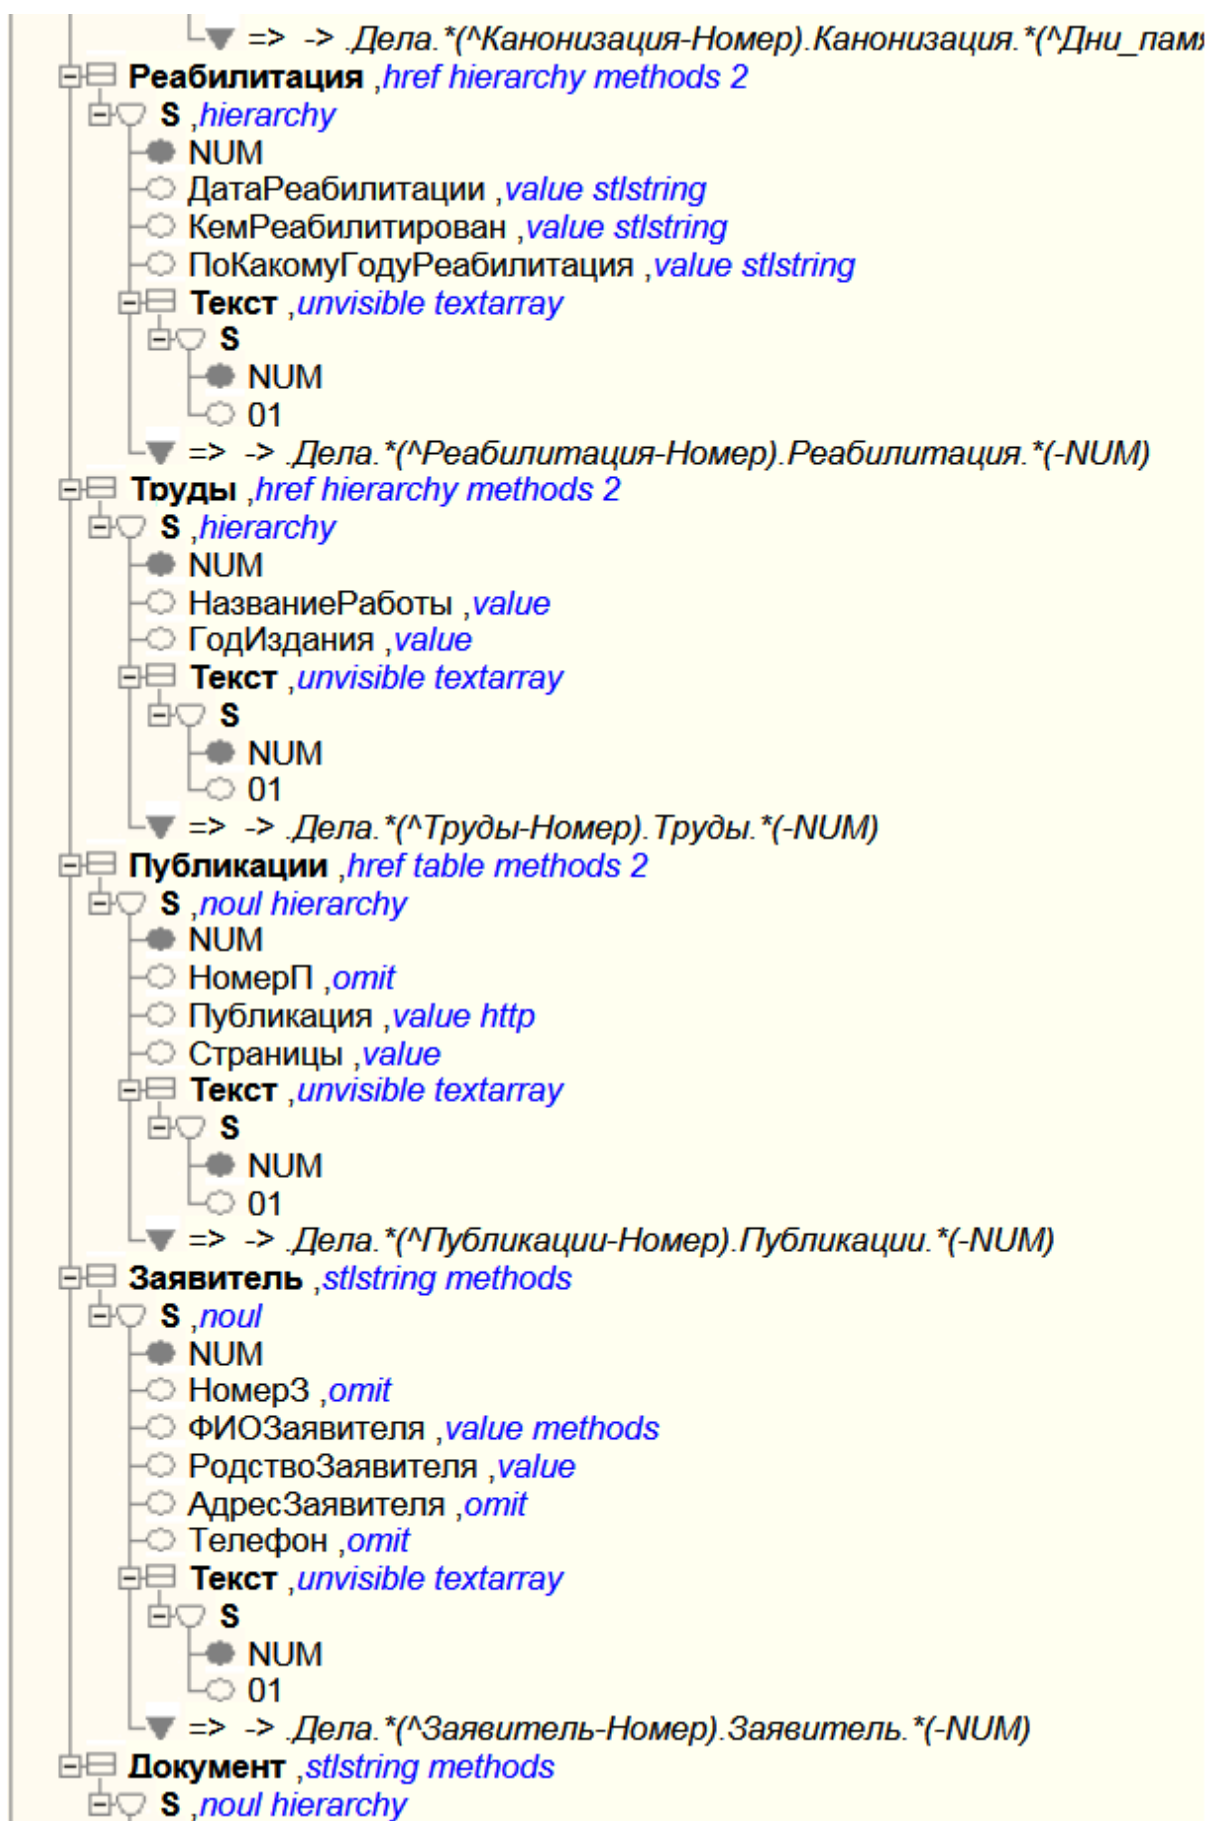 => -> .Дела.*(^Канонизация-Номер).Канонизация.*(^Дни_
Реабилитация ,href hierarchy methods 2
S ,hierarchy
NUM
ДатаРеабилитации ,value stlstring
КемРеабилитирован ,value stlstring
ПоКакомуГодуРеабилитация ,value stlstring
Текст ,unvisible textarray
S
NUM
01
=> -> .Дела.*(^Реабилитация-Номер).Реабилитация.*(-NUM)
Труды ,href hierarchy methods 2
S ,hierarchy
NUM
НазваниеРаботы ,value
ГодИздания ,value
Текст ,unvisible textarray
S
NUM
01
=> -> .Дела.*(^Труды-Номер).Труды.*(-NUM)
Публикации ,href table methods 2
S ,noul hierarchy
NUM
НомерП ,omit
Публикация ,value http
Страницы ,value
Текст ,unvisible textarray
S
NUM
01
=> -> .Дела.*(^Публикации-Номер).Публикации.*(-NUM)
Заявитель ,stlstring methods
S ,noul
NUM
НомерЗ ,omit
ФИОЗаявителя ,value methods
РодствоЗаявителя ,value
АдресЗаявителя ,omit
Телефон ,omit
Текст ,unvisible textarray
S
NUM
01
=> -> .Дела.*(^Заявитель-Номер).Заявитель.*(-NUM)
Документ ,stlstring methods
S ,noul hierarchy